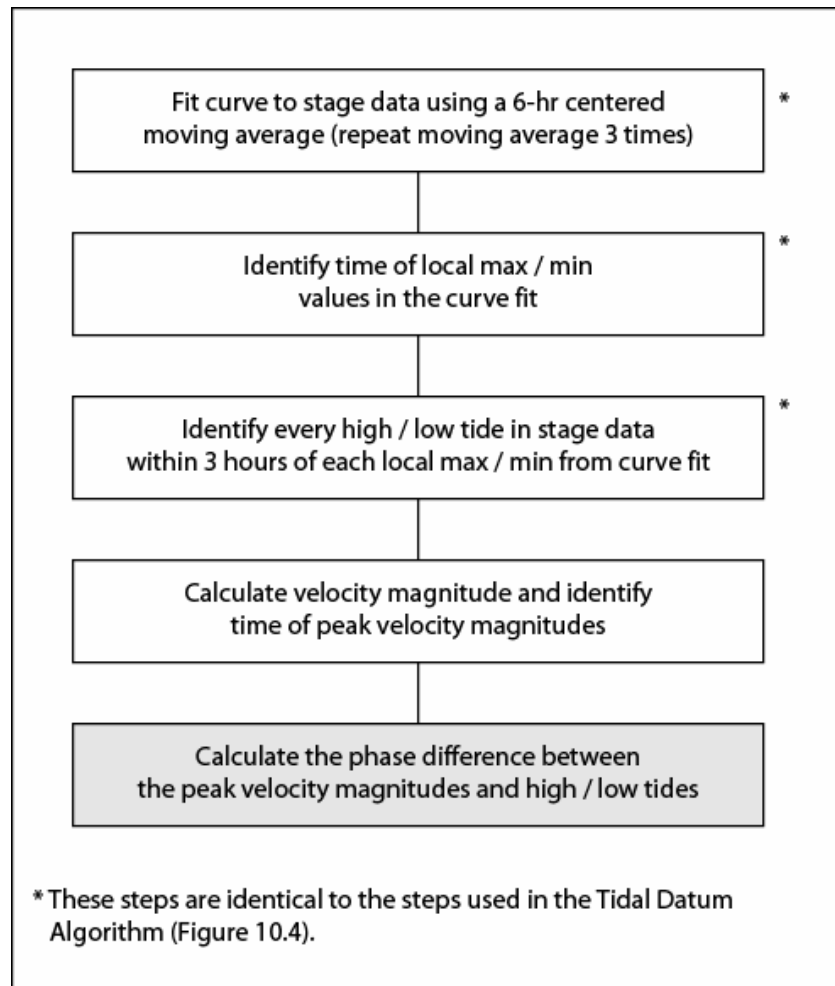 Fit curve to stage data using a 6-hr centered *
moving average (repeat moving average 3 times)
Identify time of local max / min *
values in the curve fit
Identify every high / low tide in stage data *
within 3 hours of each local max / min from curve fit
Calculate velocity magnitude and identify
time of peak velocity magnitudes
Calculate the phase difference between
the peak velocity magnitudes and high / low tides
* These steps are identical to the steps used in the Tidal Datum
Algorithm (Figure 10.4).